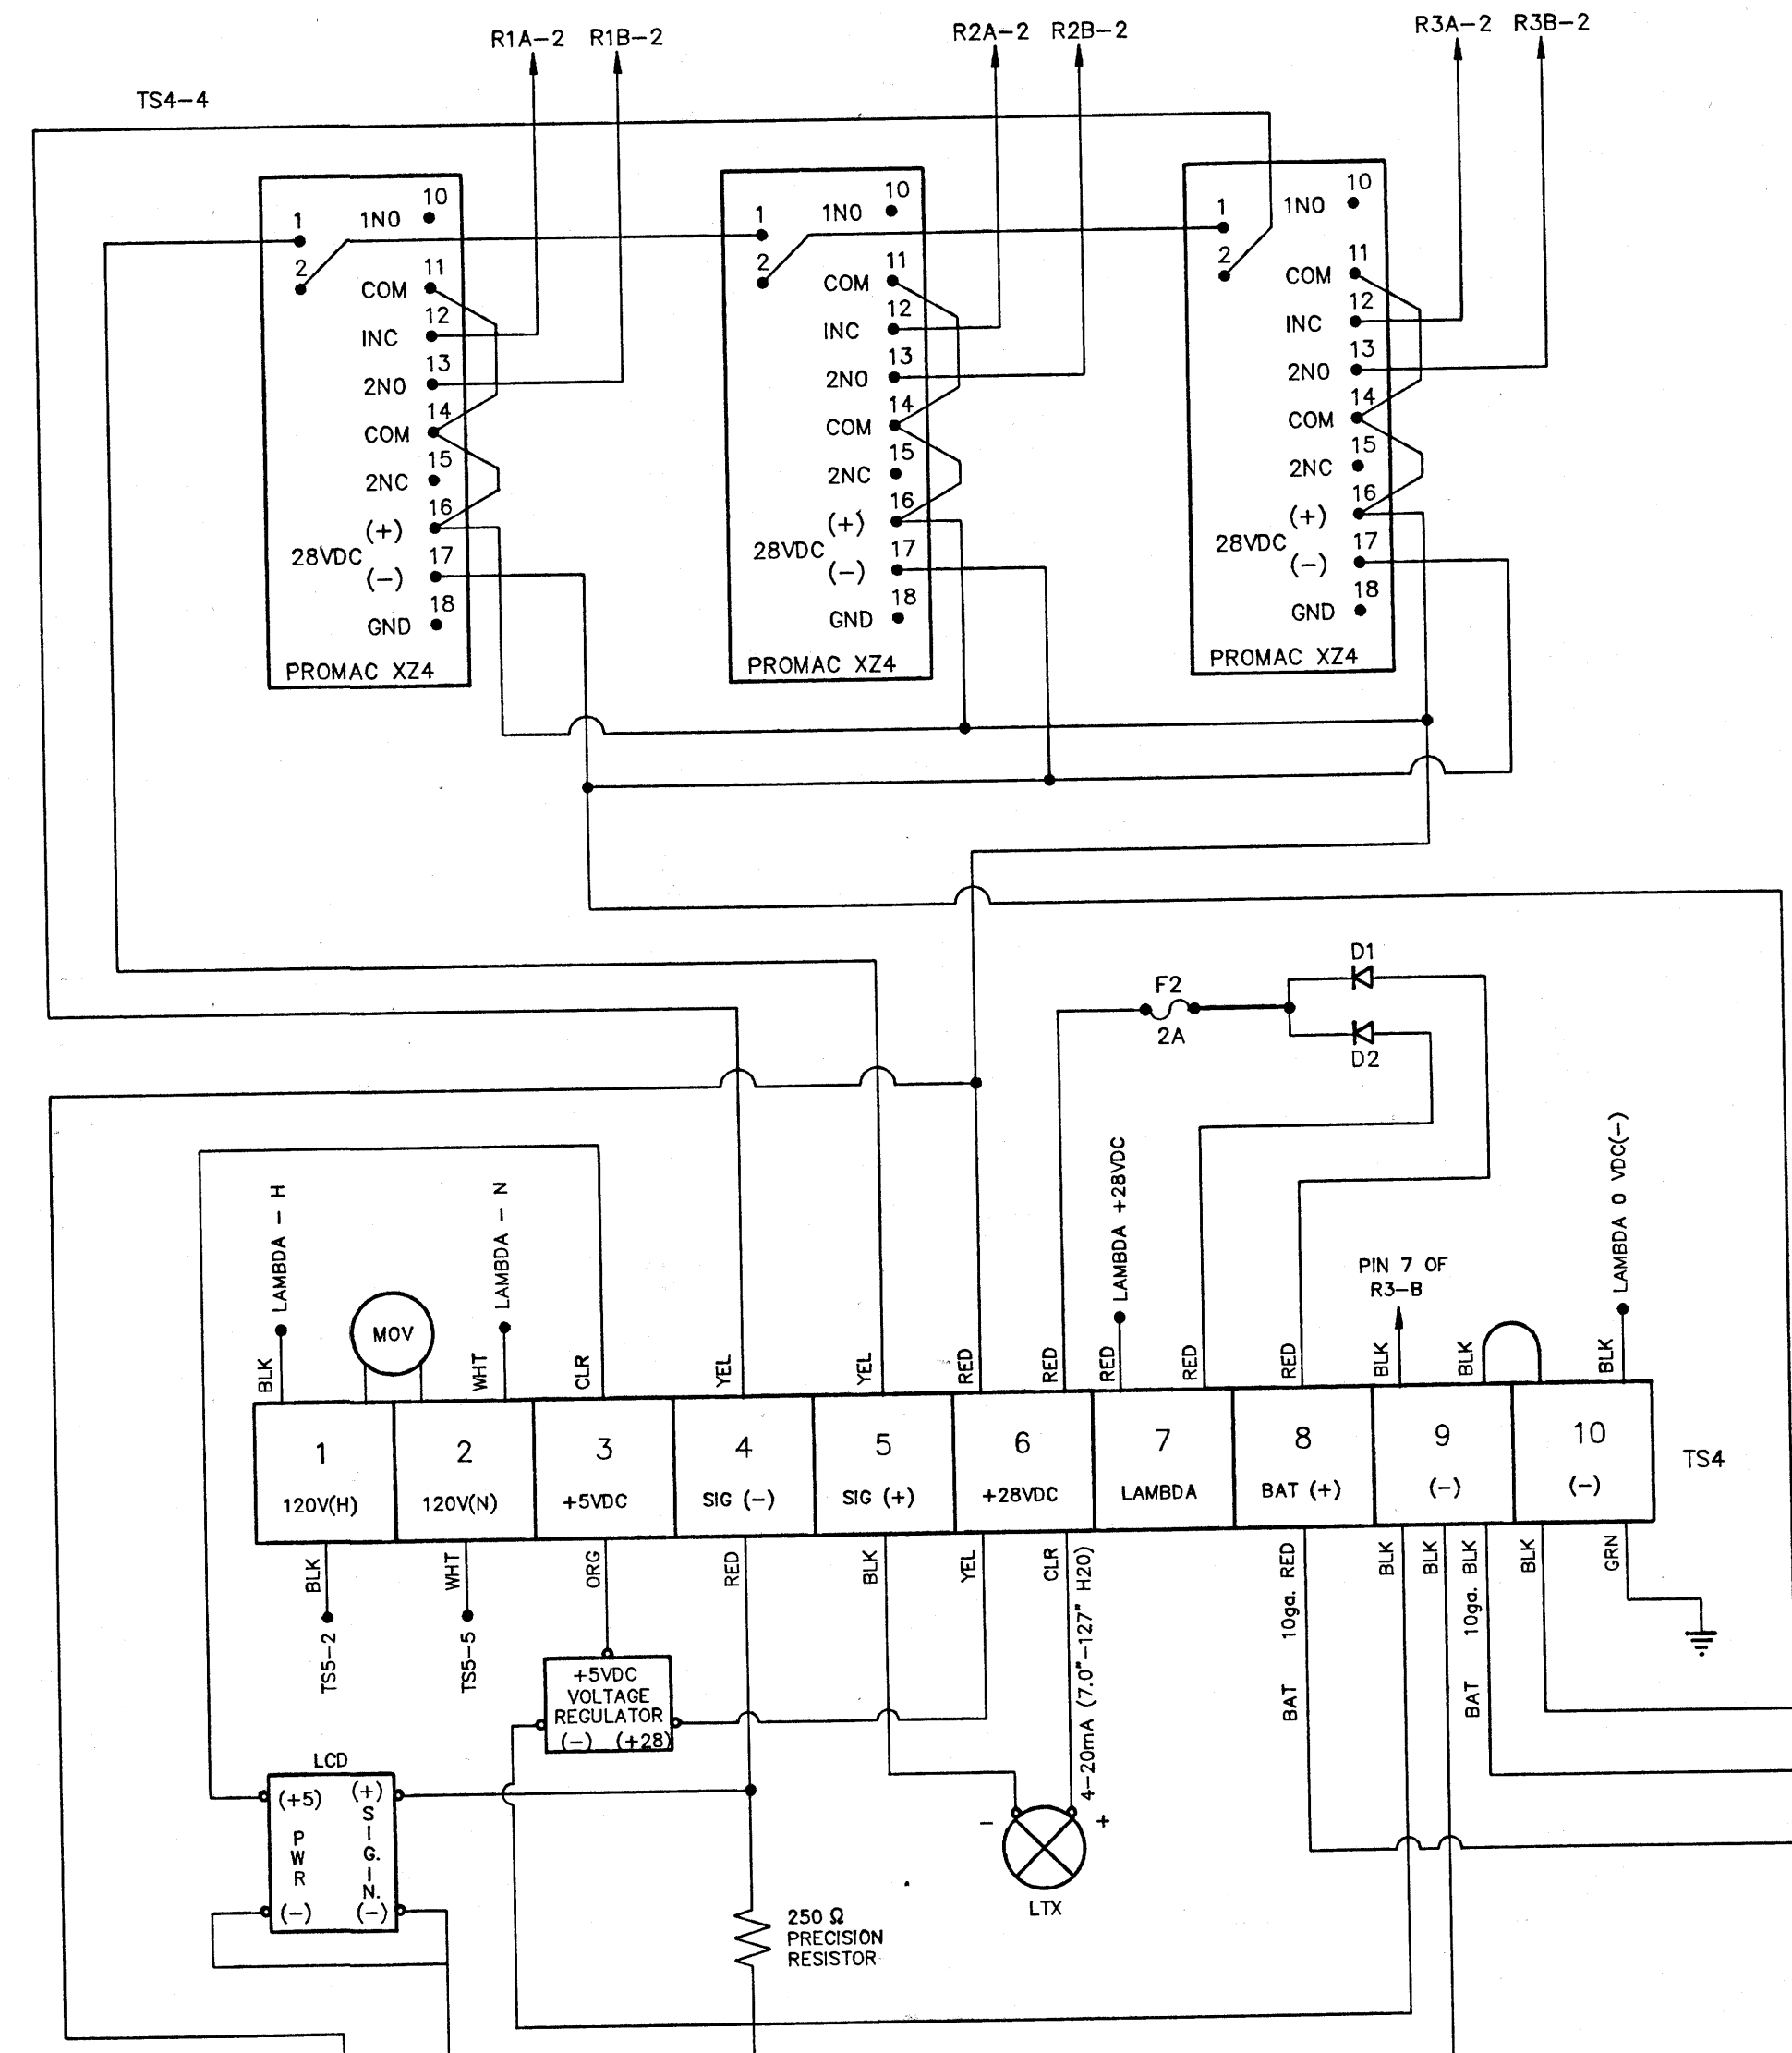 R1A-2 R1B-2
R2A-2 R2B-2
R3A-2 R3B-2
TS4-4
1
1NO
10
2
11
COM
12
INC
13
2NO
14
COM
15
2NC
16
(+)
28VDC
17
(-)
18
GND
PROMAC XZ4
1
1NO
10
2
11
COM
12
INC
13
2NO
14
COM
15
2NC
16
(+)
28VDC
17
(-)
18
GND
PROMAC XZ4
1
1NO
10
2
11
COM
12
INC
13
2NO
14
COM
15
2NC
16
(+)
28VDC
17
(-)
18
GND
PROMAC XZ4
D1
F2
2A
D2
LAMBDA - H
MOV
LAMBDA - N
LAMBDA +28VDC
PIN 7 OF
R3-B
LAMBDA 0 VDC(-)
BLK
WHT
CLR
YEL
YEL
RED
RED
RED
RED
RED
BLK
BLK
BLK
1
120V(H)
2
120V(N)
3
+5VDC
4
SIG (-)
5
SIG (+)
6
+28VDC
7
LAMBDA
8
BAT (+)
9
(-)
10
(-)
TS4
BLK
WHT
ORG
RED
BLK
YEL
CLR
4-20mA (7.0"-127" H20)
BAT 10ga. RED
BLK
BLK
BAT 10ga. BLK
BLK
GRN
TS5-2
TS5-5
+5VDC
VOLTAGE
REGULATOR
(-) (+28)
LCD
(+5)
(+)
PWR
SIG.IN.
(-)
(-)
- +
LTX
250 Ω
PRECISION
RESISTOR